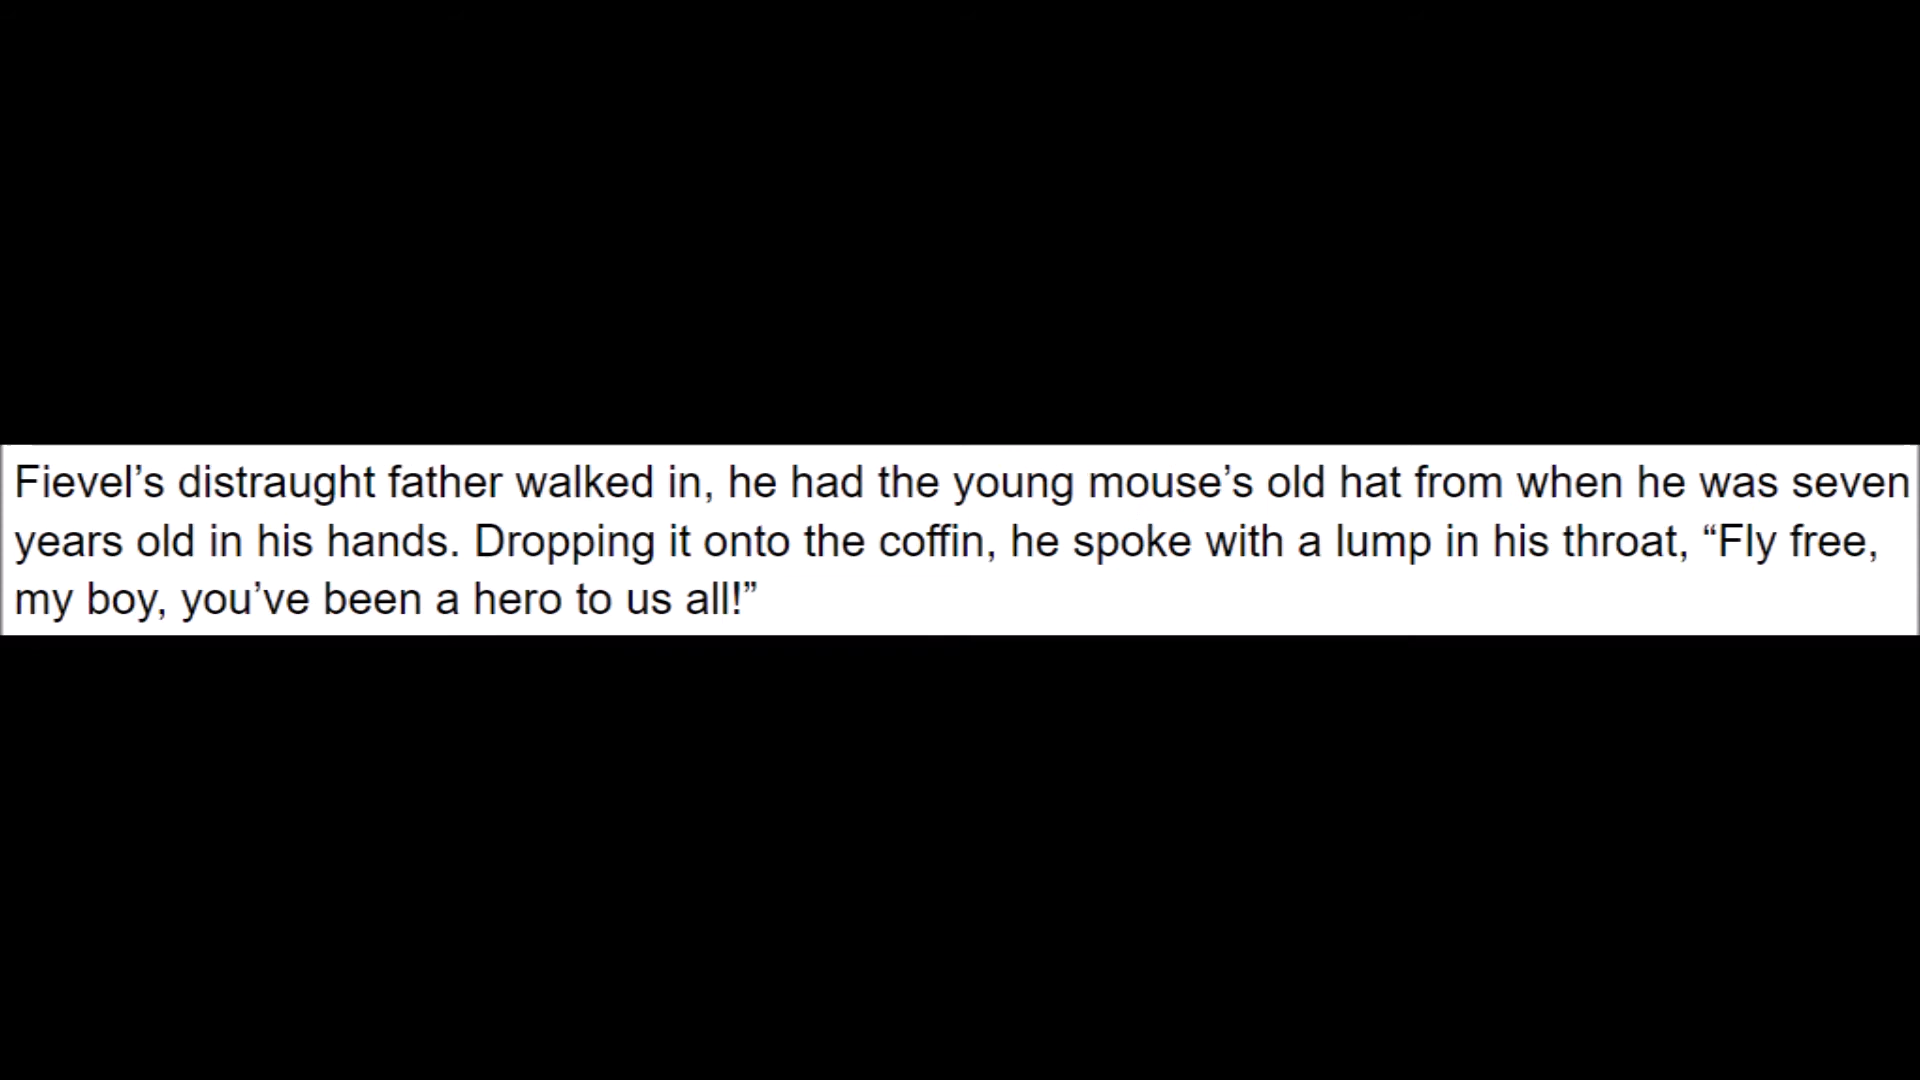 Fievel’s distraught father walked in, he had the young mouse’s old hat from when he was seven
years old in his hands. Dropping it onto the coffin, he spoke with a lump in his throat, “Fly free,
my boy, you’ve been a hero to us all!”